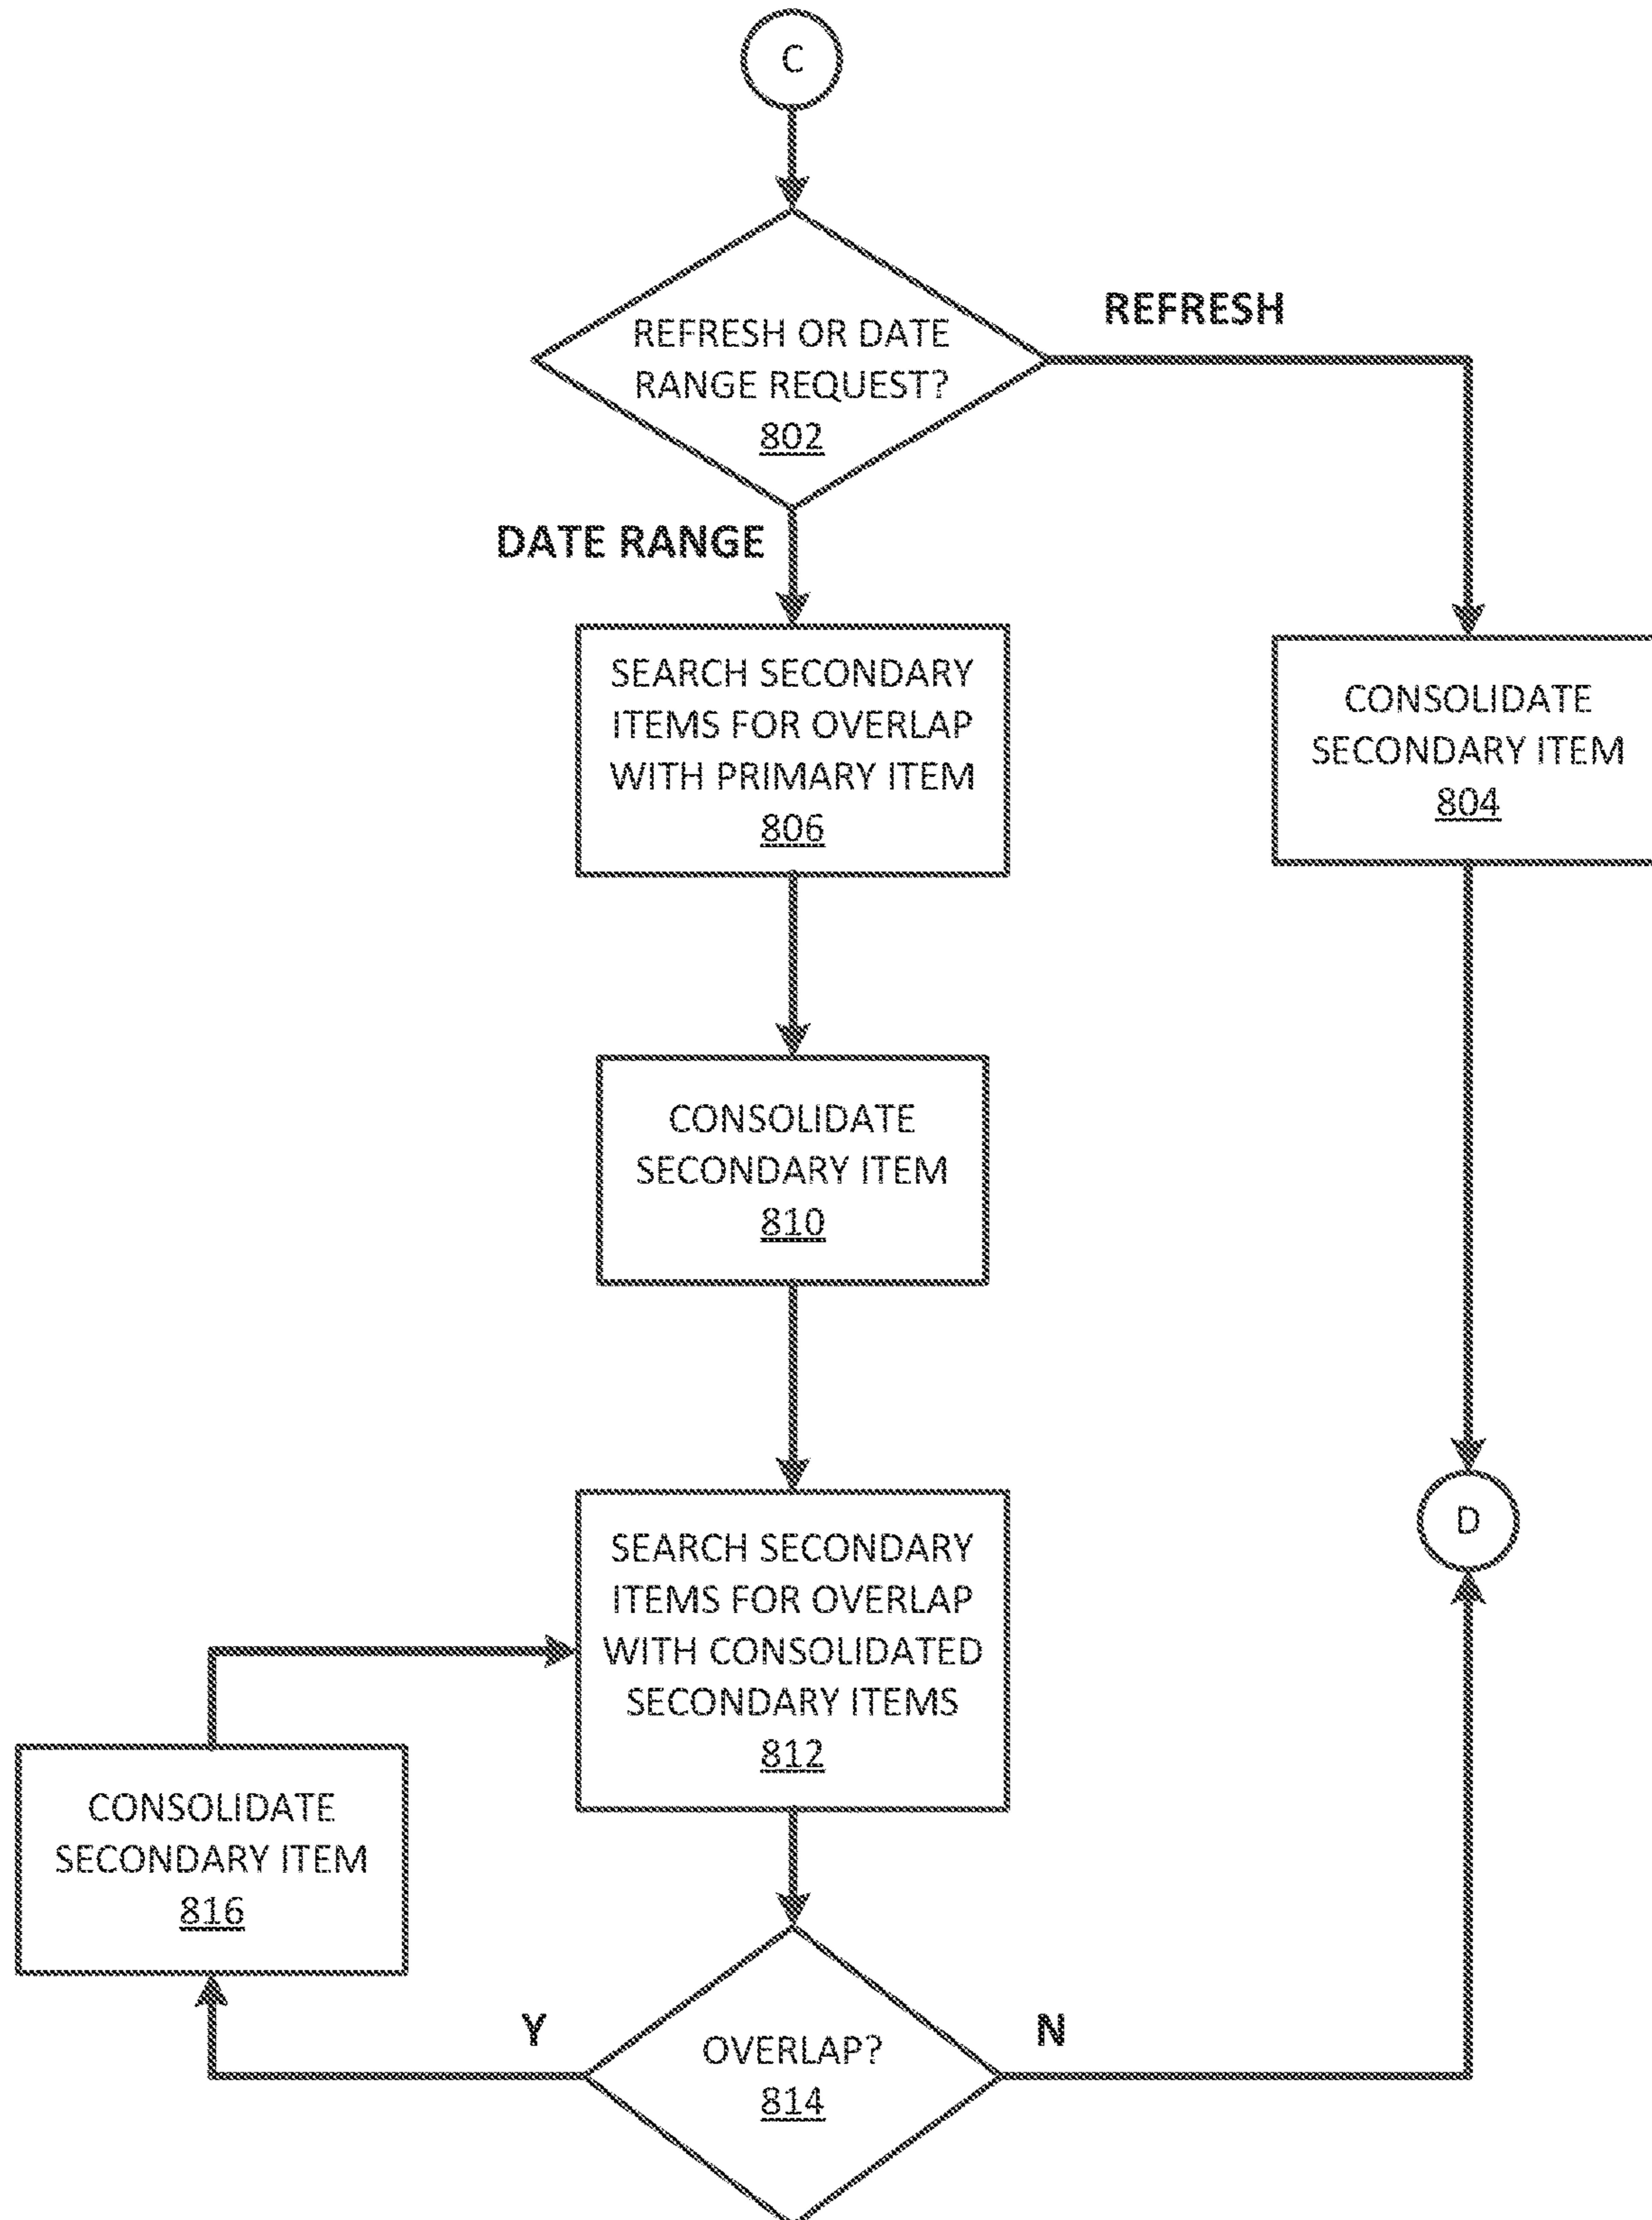 C
REFRESH OR DATE
RANGE REQUEST?
802
REFRESH
DATE RANGE
SEARCH SECONDARY
ITEMS FOR OVERLAP
WITH PRIMARY ITEM
806
CONSOLIDATE
SECONDARY ITEM
804
CONSOLIDATE
SECONDARY ITEM
810
SEARCH SECONDARY
ITEMS FOR OVERLAP
WITH CONSOLIDATED
SECONDARY ITEMS
812
D
CONSOLIDATE
SECONDARY ITEM
816
Y
OVERLAP?
814
N